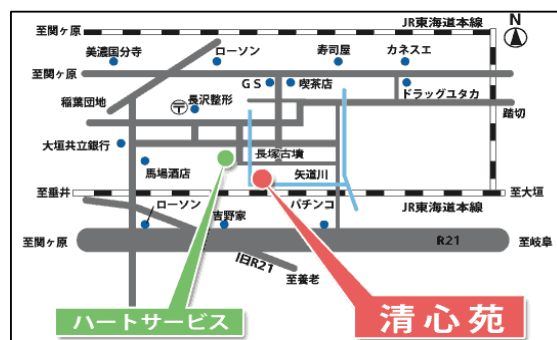 JR東海道本線
N
至関ヶ原
美濃国分寺
ローソン
寿司屋
カネスエ
至関ヶ原
GS
喫茶店
ドラッグユタカ
稲葉団地
〒
長沢整形
踏切
大垣共立銀行
長塚古墳
馬場酒店
矢道川
至垂井
至大垣
ローソン
吉野家
パチンコ
JR東海道本線
至関ヶ原
R21
至岐阜
旧R21
至養老
ハートサービス
清心苑